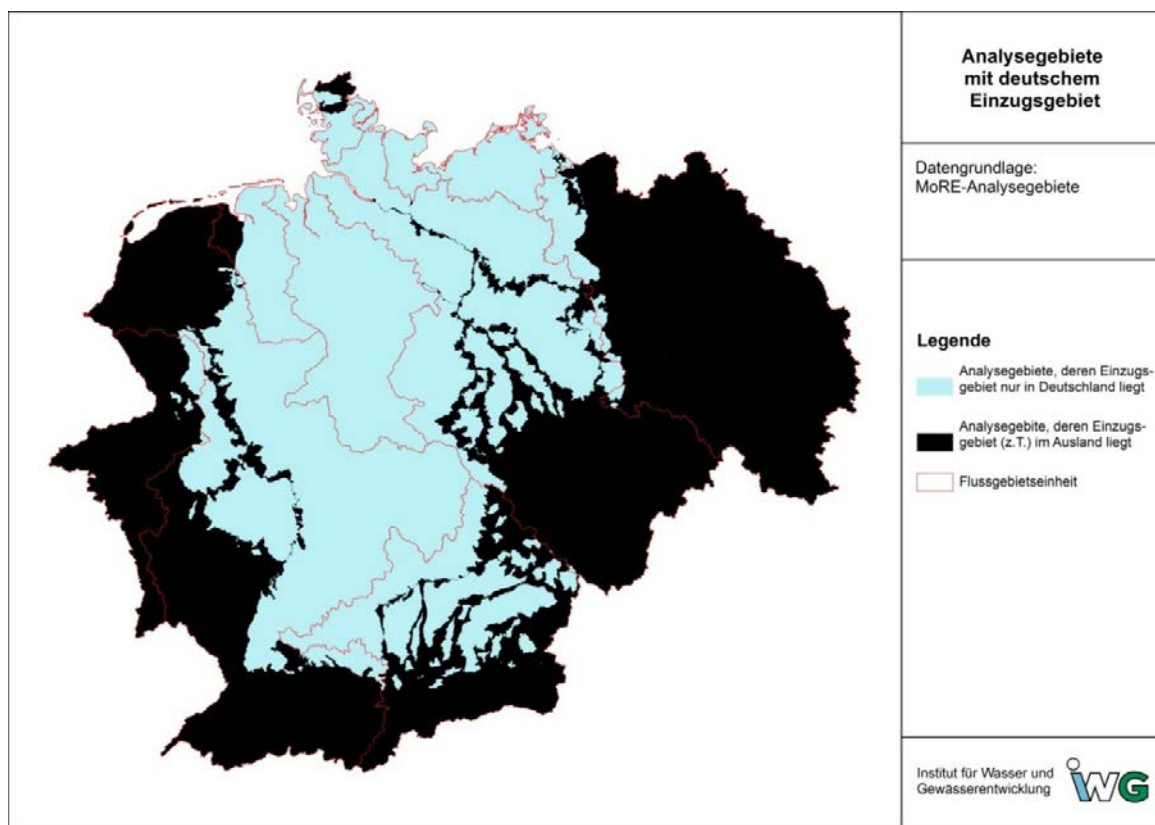 Analysegebiete
mit deutschem
Einzugsgebiet
Datengrundlage:
MoRE-Analysegebiete
Legende
Analysegebiete, deren Einzugs-
gebiet nur in Deutschland liegt
Analysegebite, deren Einzugs-
gebiet (z.T.) im Ausland liegt
Flussgebietseinheit
Institut für Wasser und
Gewässerentwicklung
iWG